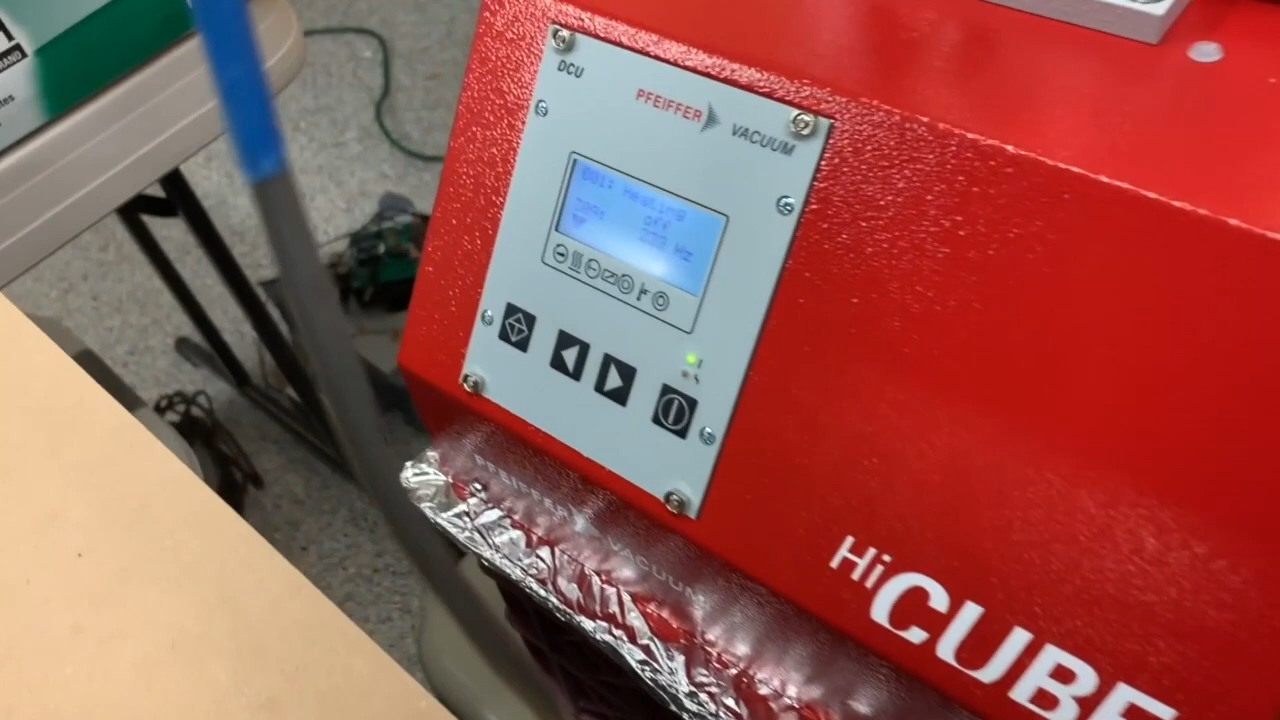 DCU
PFEIFFER VACUUM
001: Heating
off
Hz
PFEIFFER VACUUM
HiCUBE